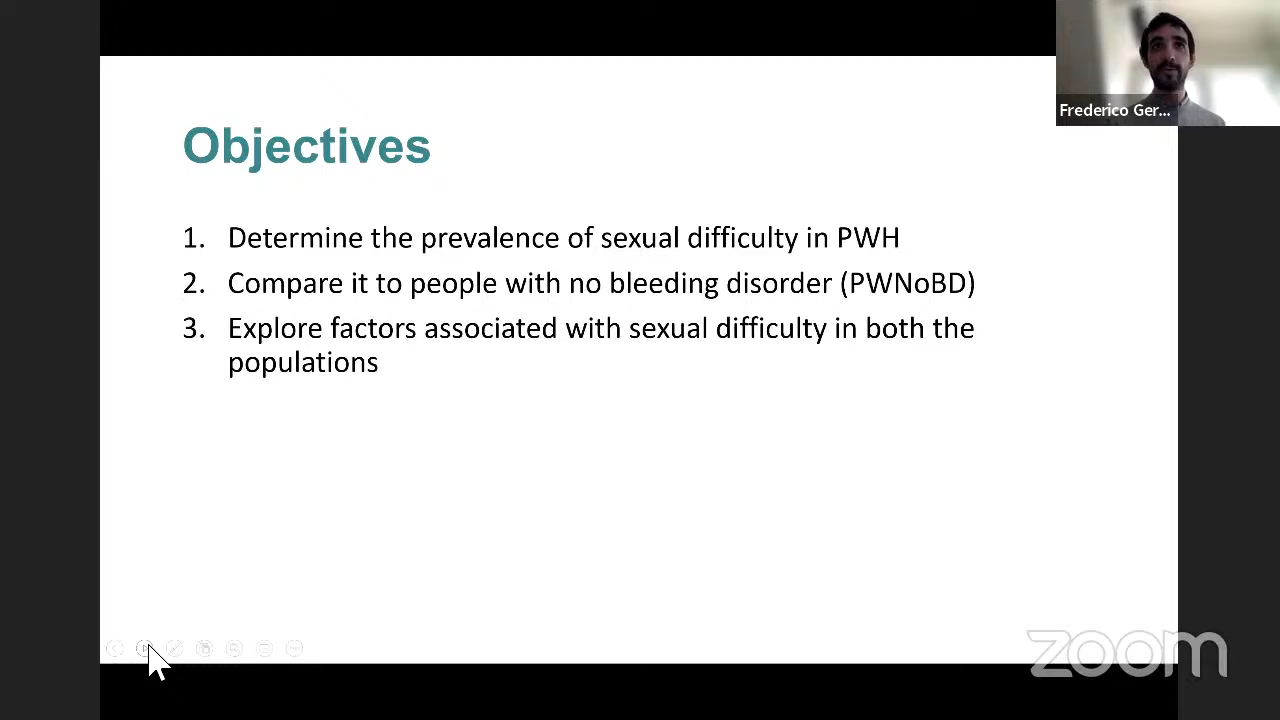 Frederico Ger...
Objectives
1. Determine the prevalence of sexual difficulty in PWH
2. Compare it to people with no bleeding disorder (PWNoBD)
3. Explore factors associated with sexual difficulty in both the
populations
zoom